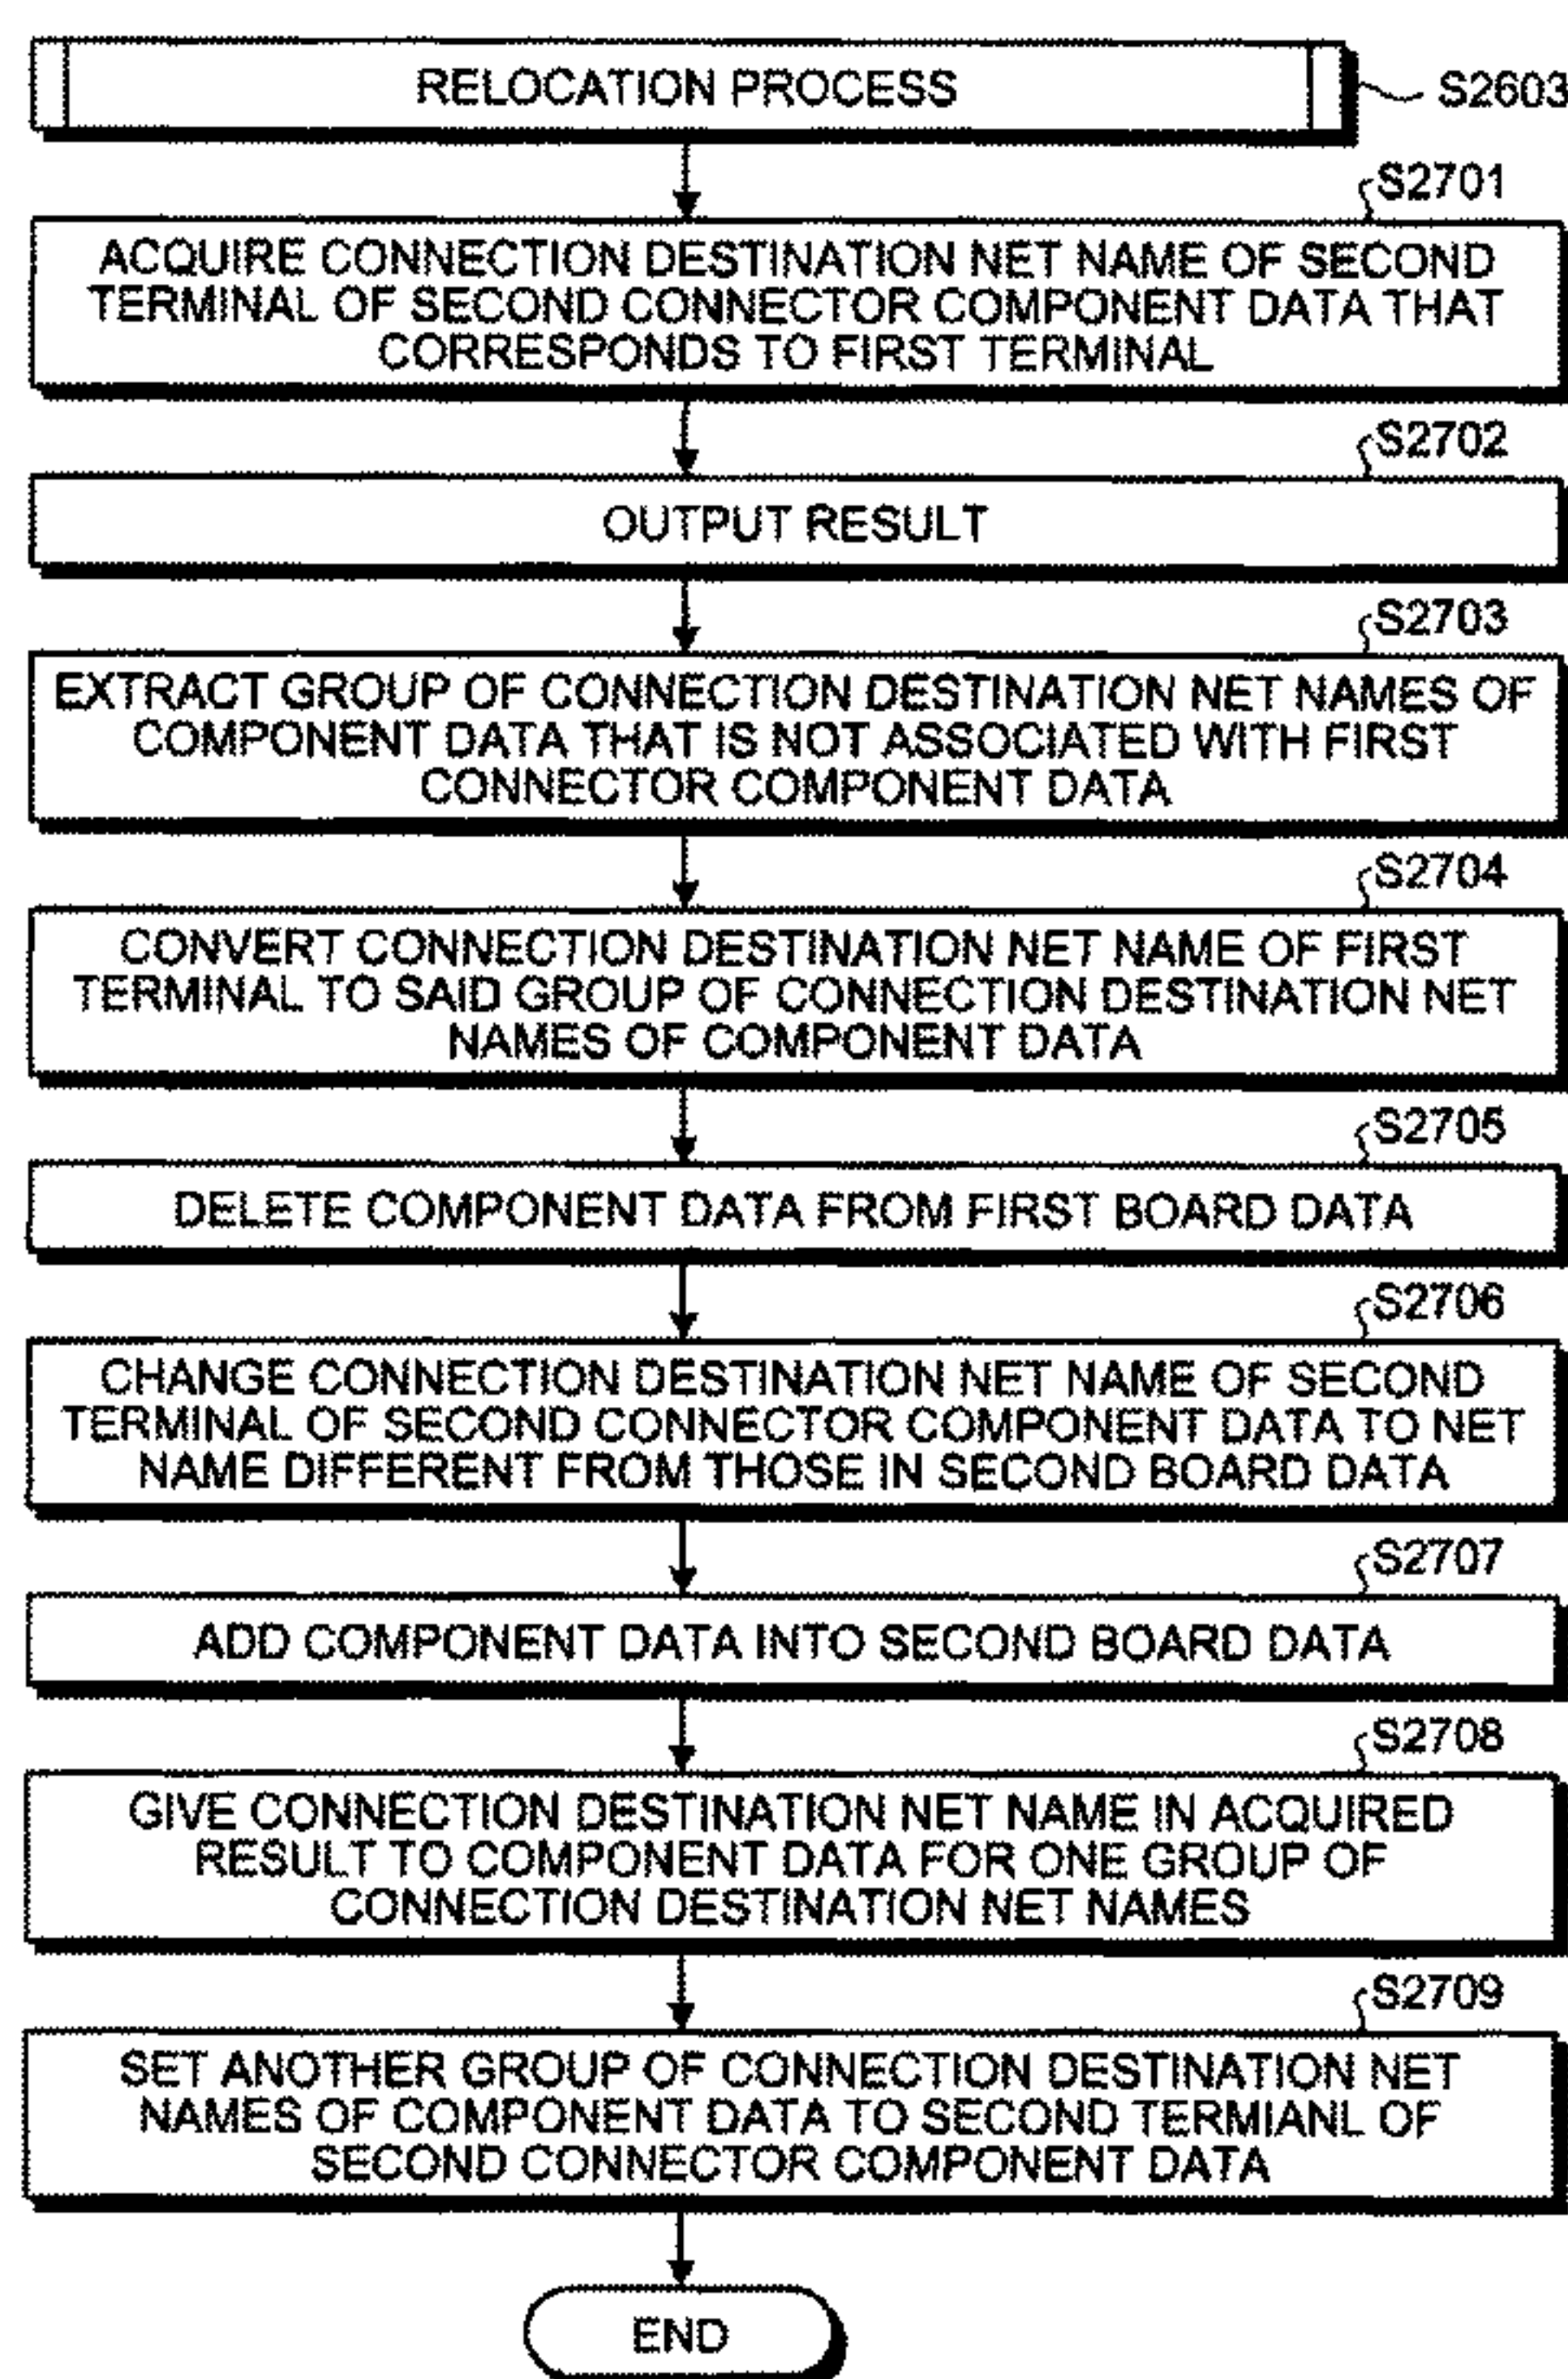 RELOCATION PROCESS
S2603
S2701
ACQUIRE CONNECTION DESTINATION NET NAME OF SECOND
TERMINAL OF SECOND CONNECTOR COMPONENT DATA THAT
CORRESPONDS TO FIRST TERMINAL
S2702
OUTPUT RESULT
S2703
EXTRACT GROUP OF CONNECTION DESTINATION NET NAMES OF
COMPONENT DATA THAT IS NOT ASSOCIATED WITH FIRST
CONNECTOR COMPONENT DATA
S2704
CONVERT CONNECTION DESTINATION NET NAME OF FIRST
TERMINAL TO SAID GROUP OF CONNECTION DESTINATION NET
NAMES OF COMPONENT DATA
S2705
DELETE COMPONENT DATA FROM FIRST BOARD DATA
S2706
CHANGE CONNECTION DESTINATION NET NAME OF SECOND
TERMINAL OF SECOND CONNECTOR COMPONENT DATA TO NET
NAME DIFFERENT FROM THOSE IN SECOND BOARD DATA
S2707
ADD COMPONENT DATA INTO SECOND BOARD DATA
S2708
GIVE CONNECTION DESTINATION NET NAME IN ACQUIRED
RESULT TO COMPONENT DATA FOR ONE GROUP OF
CONNECTION DESTINATION NET NAMES
S2709
SET ANOTHER GROUP OF CONNECTION DESTINATION NET
NAMES OF COMPONENT DATA TO SECOND TERMIANL OF
SECOND CONNECTOR COMPONENT DATA
END